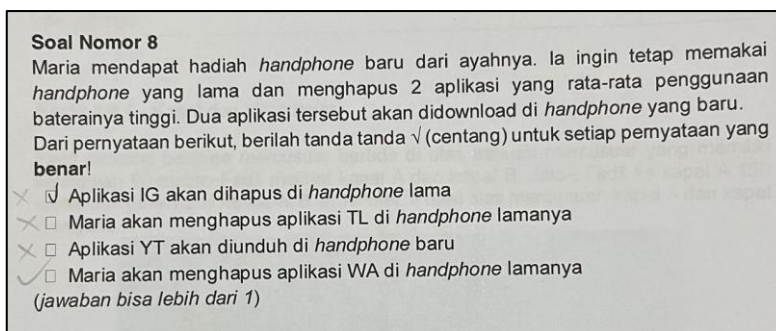 Soal Nomor 8
Maria mendapat hadiah handphone baru dari ayahnya. Ia ingin tetap memakai
handphone yang lama dan menghapus 2 aplikasi yang rata-rata penggunaan
baterainya tinggi. Dua aplikasi tersebut akan didownload di handphone yang baru.
Dari pernyataan berikut, berilah tanda tanda √ (centang) untuk setiap pernyataan yang
benar!
× ☑ Aplikasi IG akan dihapus di handphone lama
× □ Maria akan menghapus aplikasi TL di handphone lamanya
× □ Aplikasi YT akan diunduh di handphone baru
✓ □ Maria akan menghapus aplikasi WA di handphone lamanya
(jawaban bisa lebih dari 1)